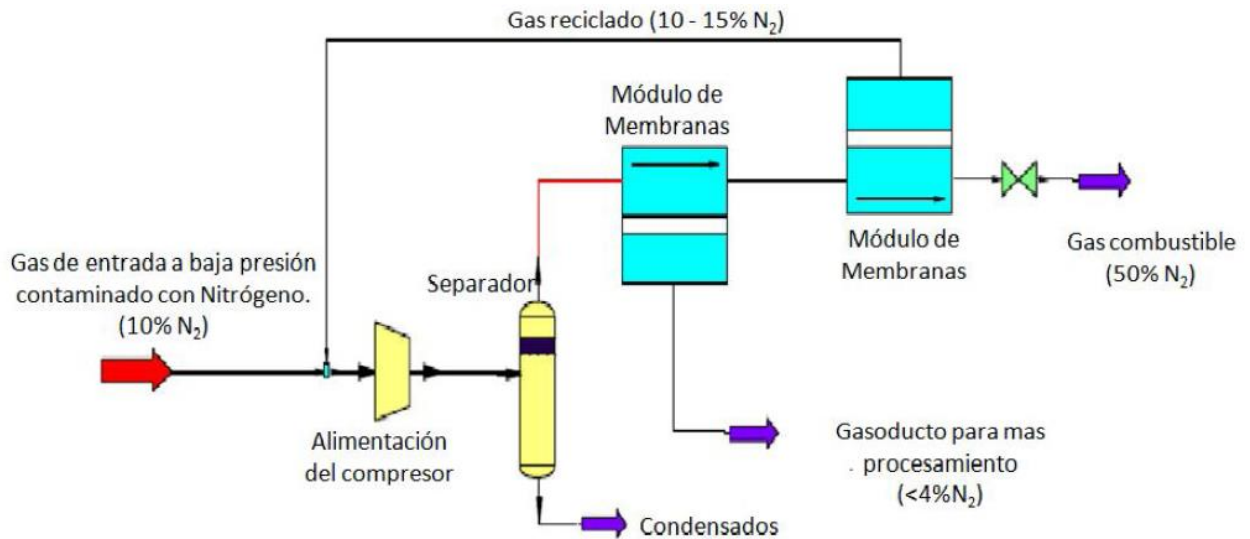 Gas reciclado (10 - 15% N₂)
Módulo de
Membranas
Gas de entrada a baja presión
contaminado con Nitrógeno.
(10% N₂)
Separador
Módulo de
Membranas
Gas combustible
(50% N₂)
Alimentación
del compresor
Gasoducto para mas
. procesamiento
(<4%N₂)
Condensados